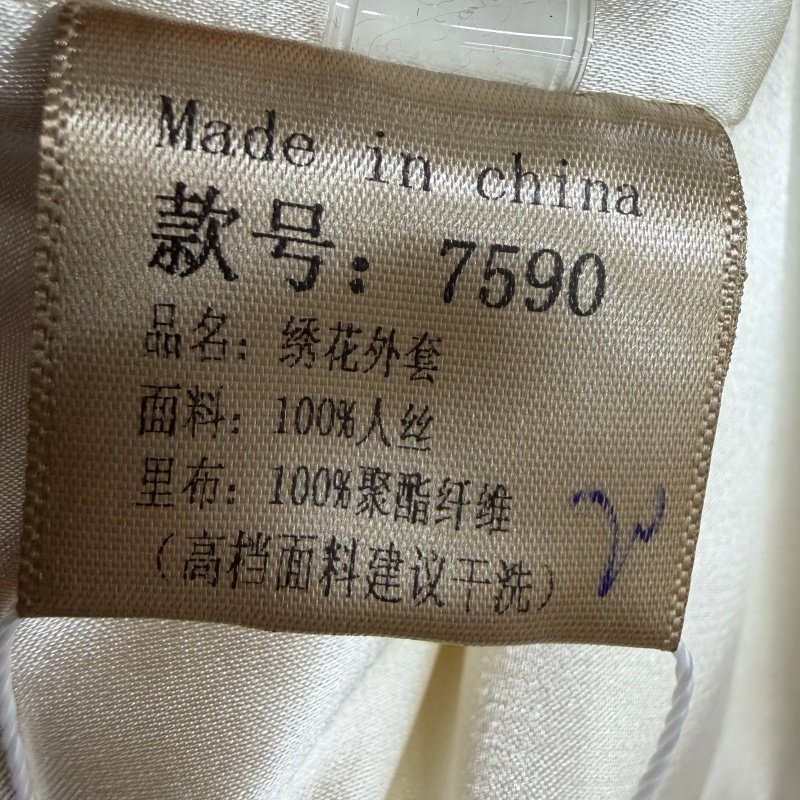 Made in china
款号：7590
品名：绣花外套
面料：100%人丝
里布：100%聚酯纤维
（高档面料建议干洗）